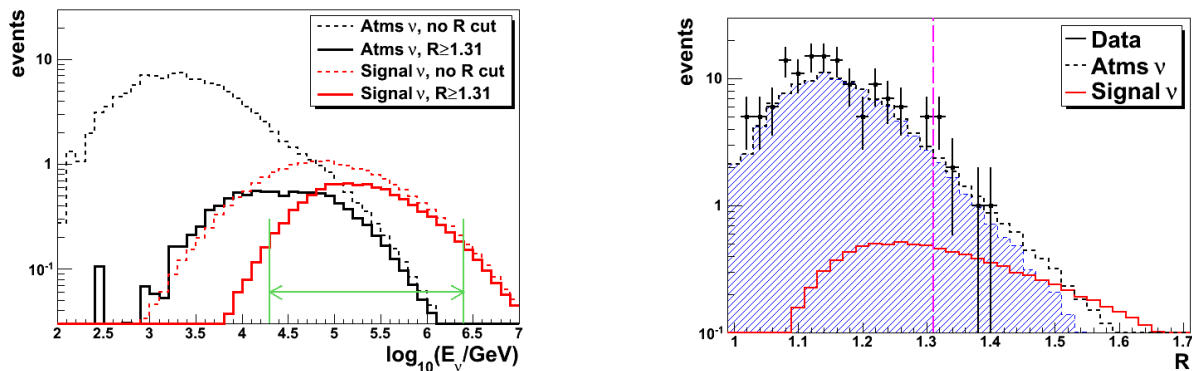 events
10
1
10⁻¹
2 2.5 3 3.5 4 4.5 5 5.5 6 6.5 7
log₁₀(E_ν/GeV)
Atms ν, no R cut
Atms ν, R≥1.31
Signal ν, no R cut
Signal ν, R≥1.31
events
10
1
10⁻¹
1 1.1 1.2 1.3 1.4 1.5 1.6 1.7
R
Data
Atms ν
Signal ν